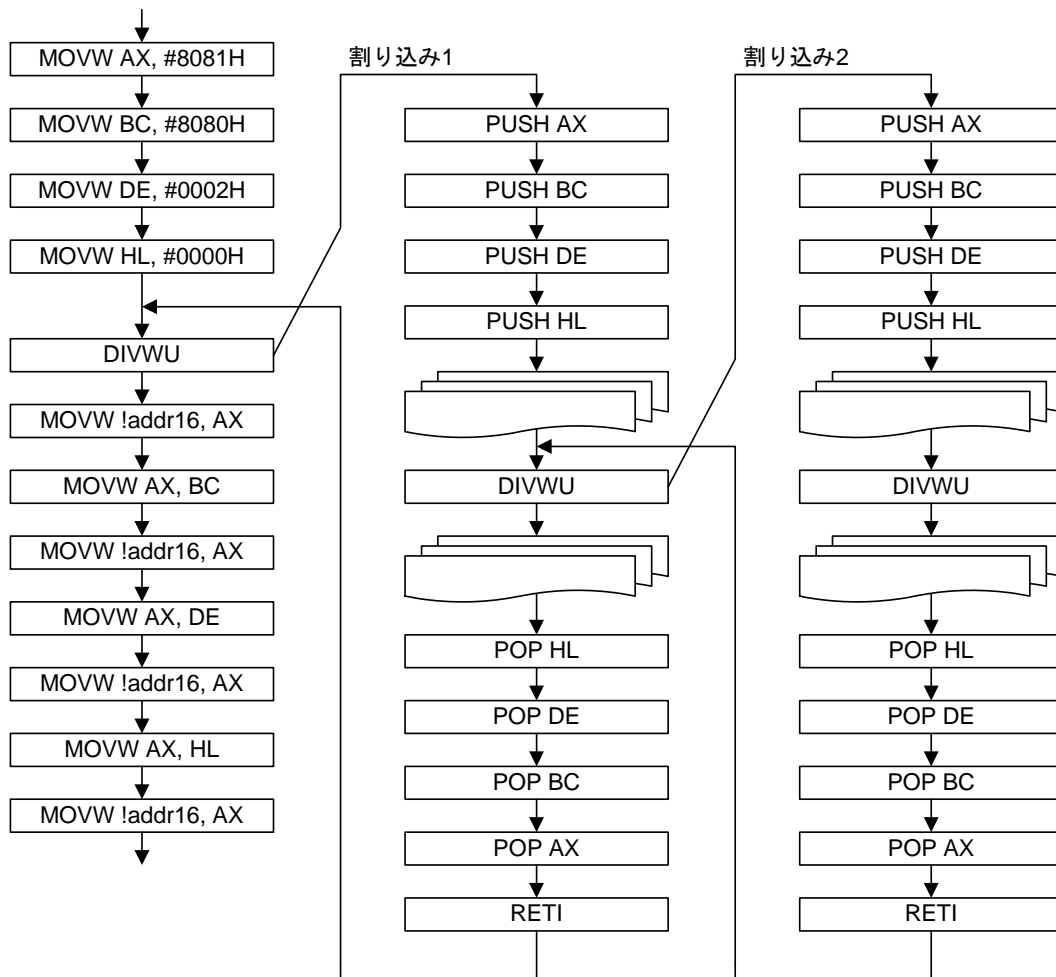 MOVW AX, #8081H
MOVW BC, #8080H
MOVW DE, #0002H
MOVW HL, #0000H
DIVWU
MOVW !addr16, AX
MOVW AX, BC
MOVW !addr16, AX
MOVW AX, DE
MOVW !addr16, AX
MOVW AX, HL
MOVW !addr16, AX
割り込み1
PUSH AX
PUSH BC
PUSH DE
PUSH HL
DIVWU
POP HL
POP DE
POP BC
POP AX
RETI
割り込み2
PUSH AX
PUSH BC
PUSH DE
PUSH HL
DIVWU
POP HL
POP DE
POP BC
POP AX
RETI